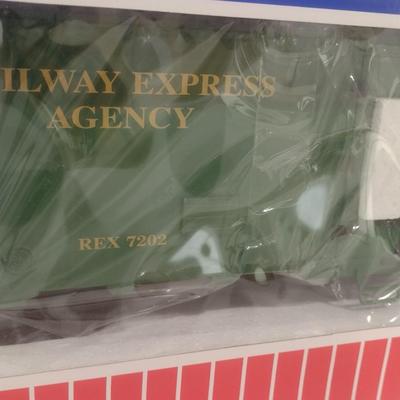 ILWAY EXPRESS
AGENCY
REX 7202